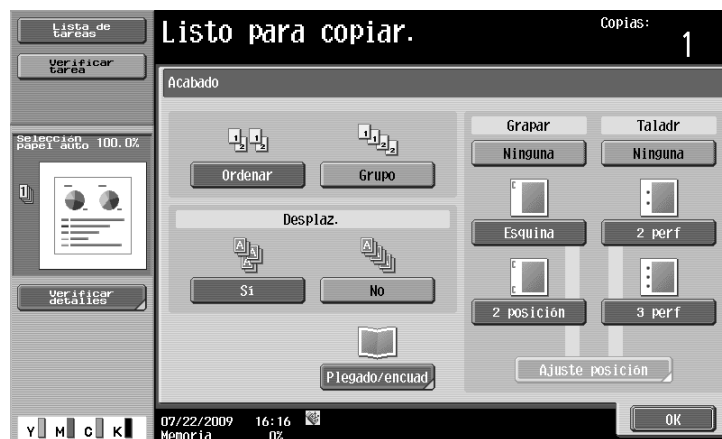 Lista de
tareas
Verificar
tarea
Listo para copiar.
Copias:
1
Acabado
Selección
papel auto 100.0%
1
Ordenar
Grupo
Desplaz.
Sí
No
Plegado/encuad
Grapar
Taladr
Ninguna
Ninguna
Esquina
2 perf
2 posición
3 perf
Ajuste posición
Verificar
detalles
Y M C K
07/22/2009 16:16
Memoria 0%
OK